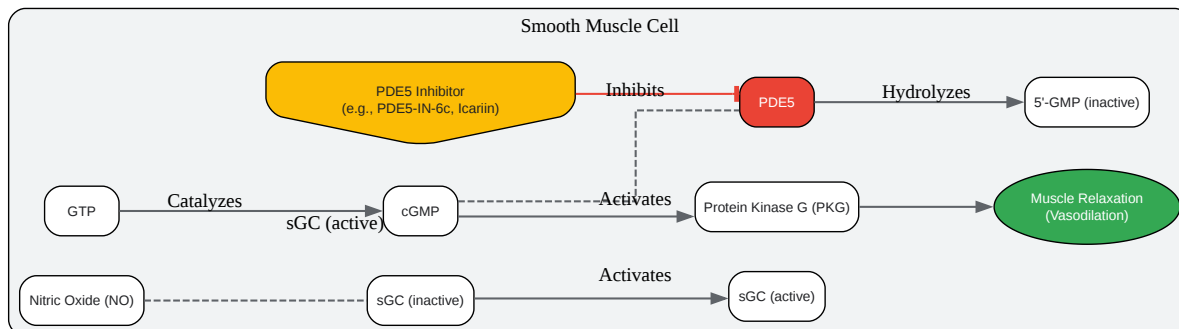 Smooth Muscle Cell
PDE5 Inhibitor
(e.g., PDE5-IN-6c, Icariin)
Inhibits
PDE5
Hydrolyzes
5'-GMP (inactive)
GTP
Catalyzes
sGC (active)
cGMP
Activates
Protein Kinase G (PKG)
Muscle Relaxation
(Vasodilation)
Nitric Oxide (NO)
sGC (inactive)
Activates
sGC (active)